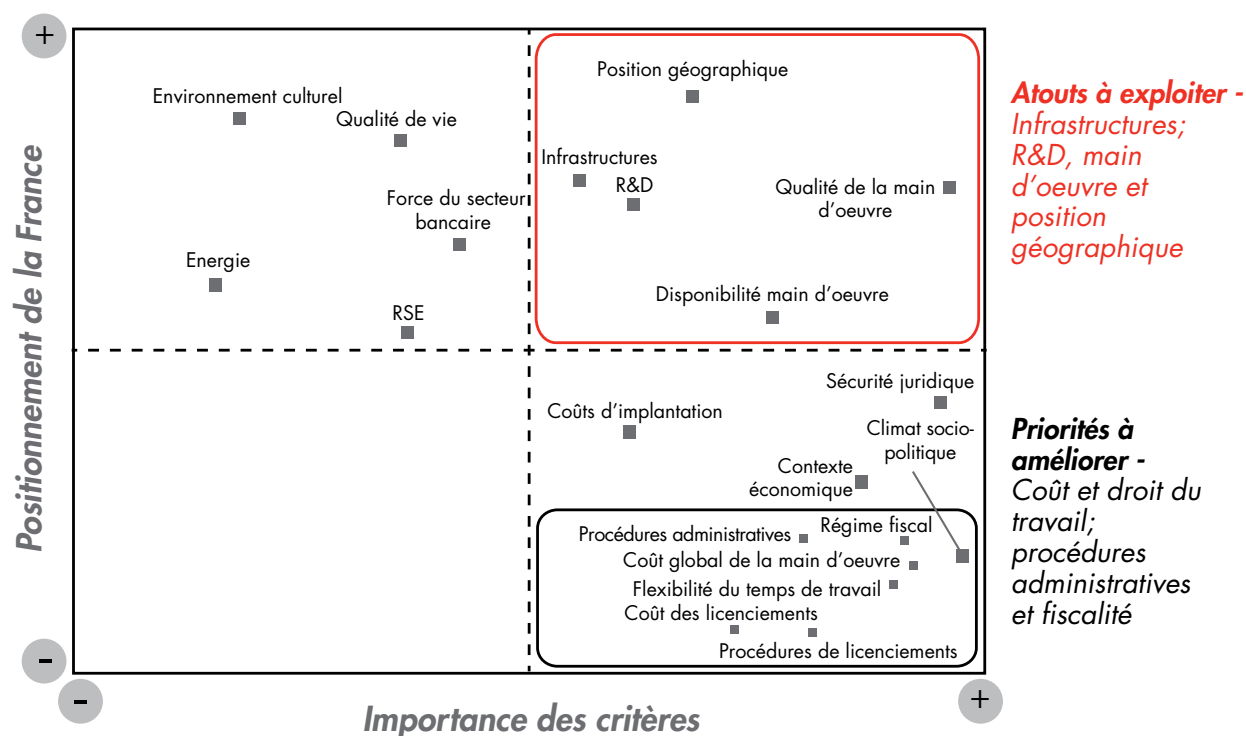 +
Positionnement de la France
-
-
Importance des critères
+
Environnement culturel
Qualité de vie
Force du secteur
bancaire
Energie
RSE
Position géographique
Infrastructures
R&D
Qualité de la main
d'oeuvre
Disponibilité main d'oeuvre
Coûts d'implantation
Sécurité juridique
Climat socio-
politique
Contexte
économique
Procédures administratives
Régime fiscal
Coût global de la main d'oeuvre
Flexibilité du temps de travail
Coût des licenciements
Procédures de licenciements
Atouts à exploiter -
Infrastructures;
R&D, main
d'oeuvre et
position
géographique
Priorités à
améliorer -
Coût et droit du
travail;
procédures
administratives
et fiscalité